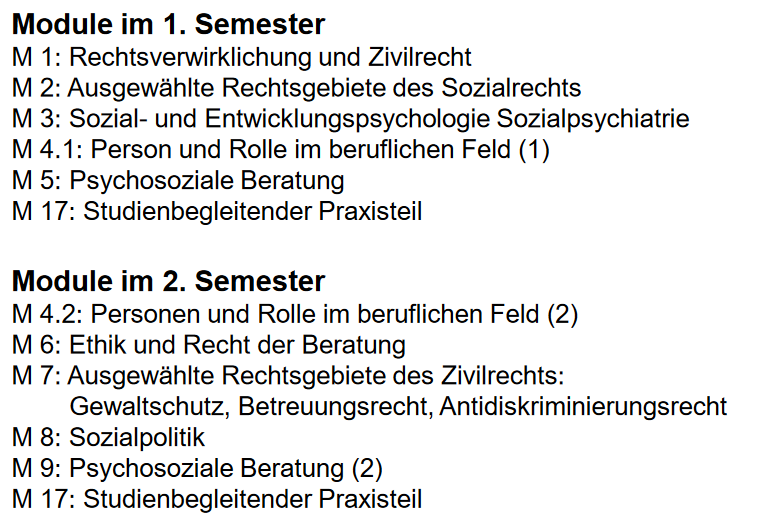 Module im 1. Semester
M 1: Rechtsverwirklichung und Zivilrecht
M 2: Ausgewählte Rechtsgebiete des Sozialrechts
M 3: Sozial- und Entwicklungspsychologie Sozialpsychiatrie
M 4.1: Person und Rolle im beruflichen Feld (1)
M 5: Psychosoziale Beratung
M 17: Studienbegleitender Praxisteil
Module im 2. Semester
M 4.2: Personen und Rolle im beruflichen Feld (2)
M 6: Ethik und Recht der Beratung
M 7: Ausgewählte Rechtsgebiete des Zivilrechts:
Gewaltschutz, Betreuungsrecht, Antidiskriminierungsrecht
M 8: Sozialpolitik
M 9: Psychosoziale Beratung (2)
M 17: Studienbegleitender Praxisteil